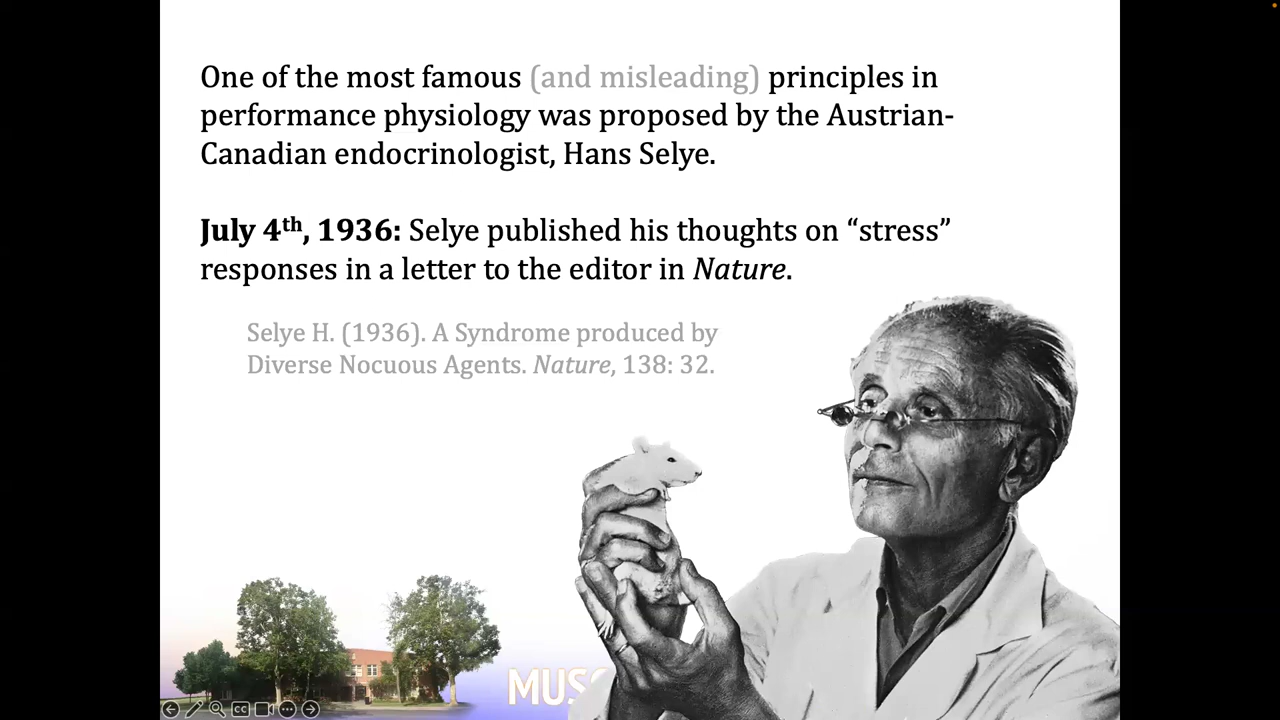 One of the most famous (and misleading) principles in
performance physiology was proposed by the Austrian-
Canadian endocrinologist, Hans Selye.
July 4th, 1936: Selye published his thoughts on “stress”
responses in a letter to the editor in Nature.
Selye H. (1936). A Syndrome produced by
Diverse Nocuous Agents. Nature, 138: 32.
MUS
CC